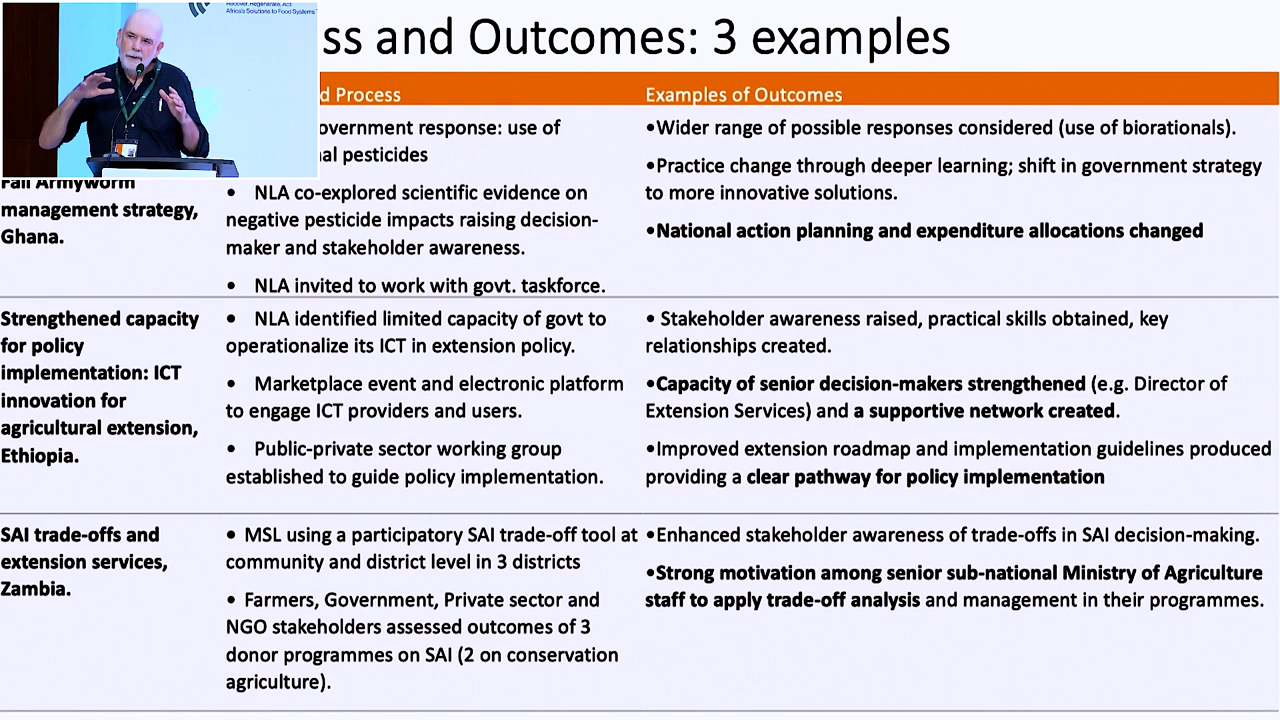 Recover, Regenerate, Act
Africa's Solutions to Food Systems
ss and Outcomes: 3 examples
d Process
Examples of Outcomes
overnment response: use of
al pesticides
• NLA co-explored scientific evidence on
negative pesticide impacts raising decision-
maker and stakeholder awareness.
• NLA invited to work with govt. taskforce.
•Wider range of possible responses considered (use of biorationals).
•Practice change through deeper learning; shift in government strategy
to more innovative solutions.
•National action planning and expenditure allocations changed
Fall Armyworm
management strategy,
Ghana.
Strengthened capacity
for policy
implementation: ICT
innovation for
agricultural extension,
Ethiopia.
• NLA identified limited capacity of govt to
operationalize its ICT in extension policy.
• Marketplace event and electronic platform
to engage ICT providers and users.
• Public-private sector working group
established to guide policy implementation.
• Stakeholder awareness raised, practical skills obtained, key
relationships created.
•Capacity of senior decision-makers strengthened (e.g. Director of
Extension Services) and a supportive network created.
•Improved extension roadmap and implementation guidelines produced
providing a clear pathway for policy implementation
SAI trade-offs and
extension services,
Zambia.
• MSL using a participatory SAI trade-off tool at
community and district level in 3 districts
• Farmers, Government, Private sector and
NGO stakeholders assessed outcomes of 3
donor programmes on SAI (2 on conservation
agriculture).
•Enhanced stakeholder awareness of trade-offs in SAI decision-making.
•Strong motivation among senior sub-national Ministry of Agriculture
staff to apply trade-off analysis and management in their programmes.